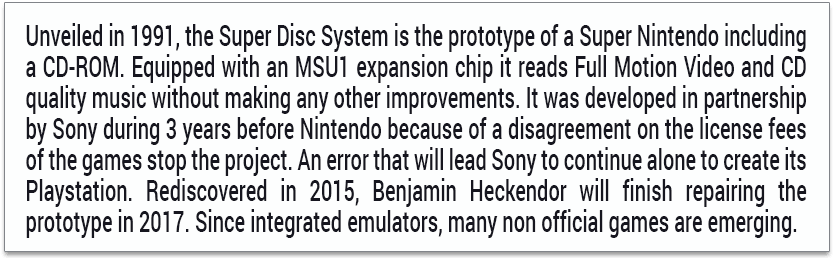 Unveiled in 1991, the Super Disc System is the prototype of a Super Nintendo including
a CD-ROM. Equipped with an MSU1 expansion chip it reads Full Motion Video and CD
quality music without making any other improvements. It was developed in partnership
by Sony during 3 years before Nintendo because of a disagreement on the license fees
of the games stop the project. An error that will lead Sony to continue alone to create its
Playstation. Rediscovered in 2015, Benjamin Heckendor will finish repairing the
prototype in 2017. Since integrated emulators, many non official games are emerging.